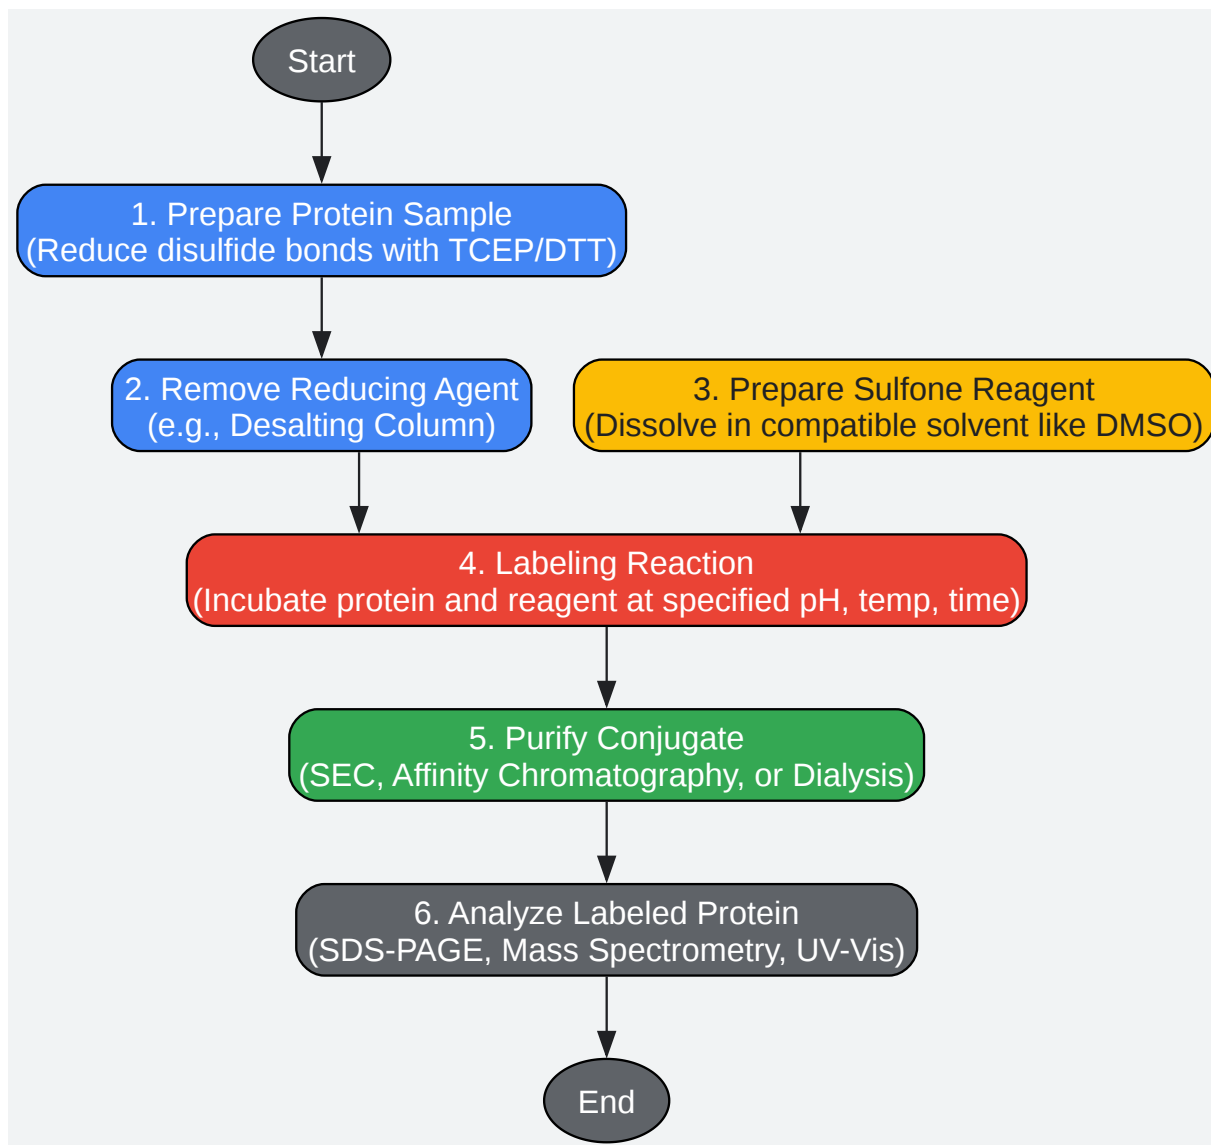 Start
1. Prepare Protein Sample
(Reduce disulfide bonds with TCEP/DTT)
2. Remove Reducing Agent
(e.g., Desalting Column)
3. Prepare Sulfone Reagent
(Dissolve in compatible solvent like DMSO)
4. Labeling Reaction
(Incubate protein and reagent at specified pH, temp, time)
5. Purify Conjugate
(SEC, Affinity Chromatography, or Dialysis)
6. Analyze Labeled Protein
(SDS-PAGE, Mass Spectrometry, UV-Vis)
End